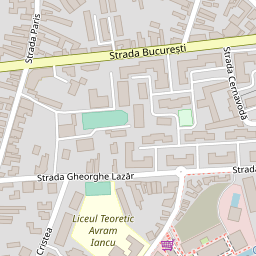 Strada Paris
Strada București
Strada Cernavodă
Strada Gheorghe Lazăr
Strada
Liceul Teoretic
Avram
Iancu
Cristea